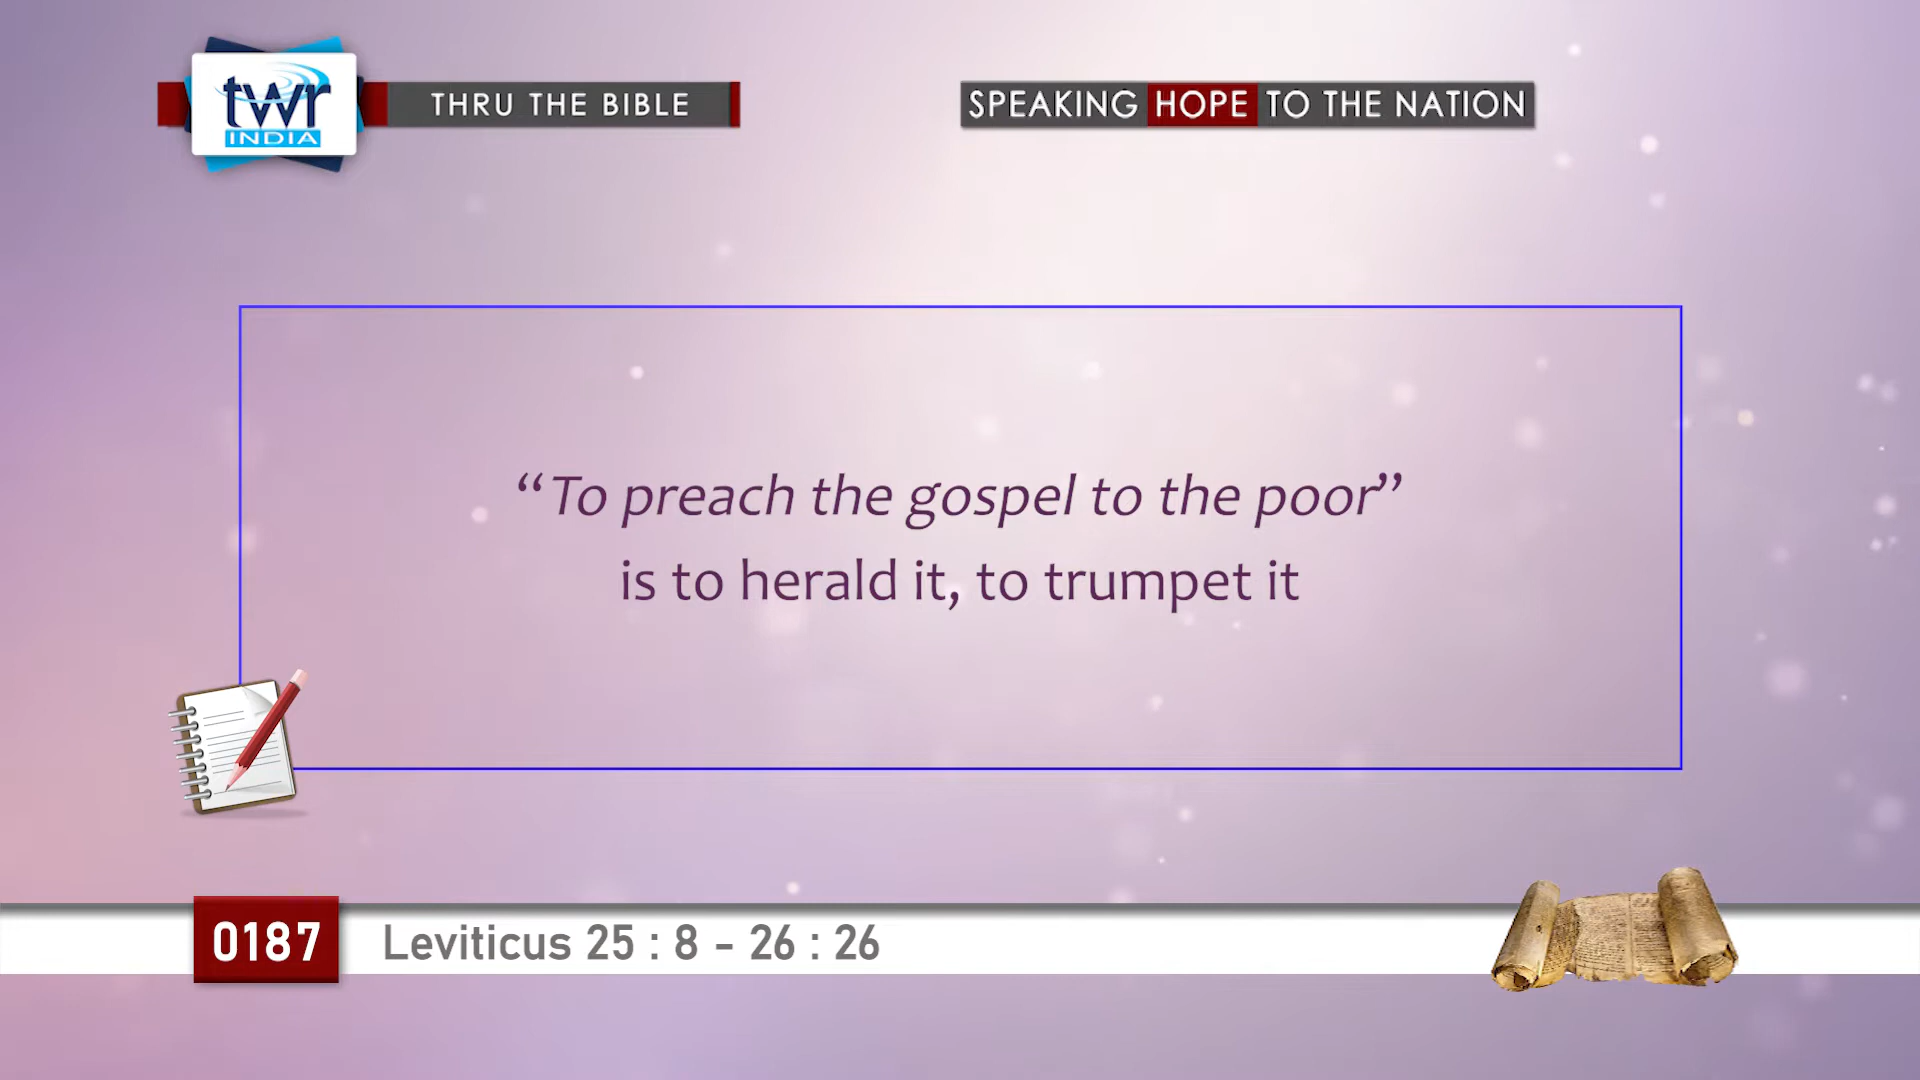 twr
INDIA
THRU THE BIBLE
SPEAKING HOPE TO THE NATION
“To preach the gospel to the poor”
is to herald it, to trumpet it
0187
Leviticus 25 : 8 - 26 : 26